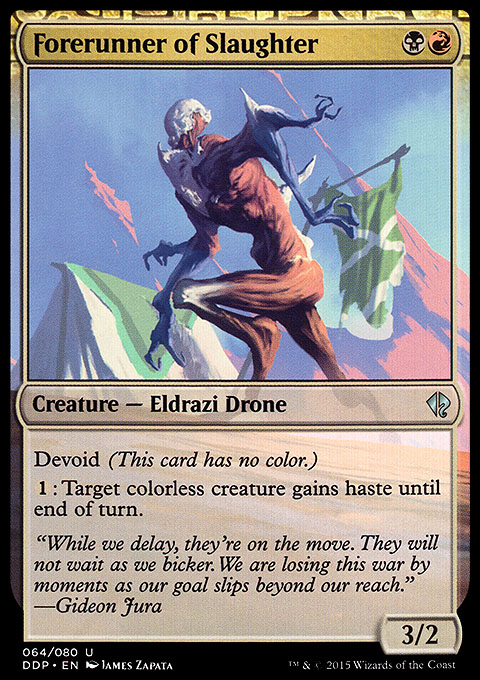 Forerunner of Slaughter
Creature — Eldrazi Drone
Devoid (This card has no color.)
1: Target colorless creature gains haste until
end of turn.
“While we delay, they’re on the move. They will
not wait as we bicker. We are losing this war by
moments as our goal slips beyond our reach.”
—Gideon Jura
3/2
064/080 U
DDP • EN James Zapata
™ & © 2015 Wizards of the Coast